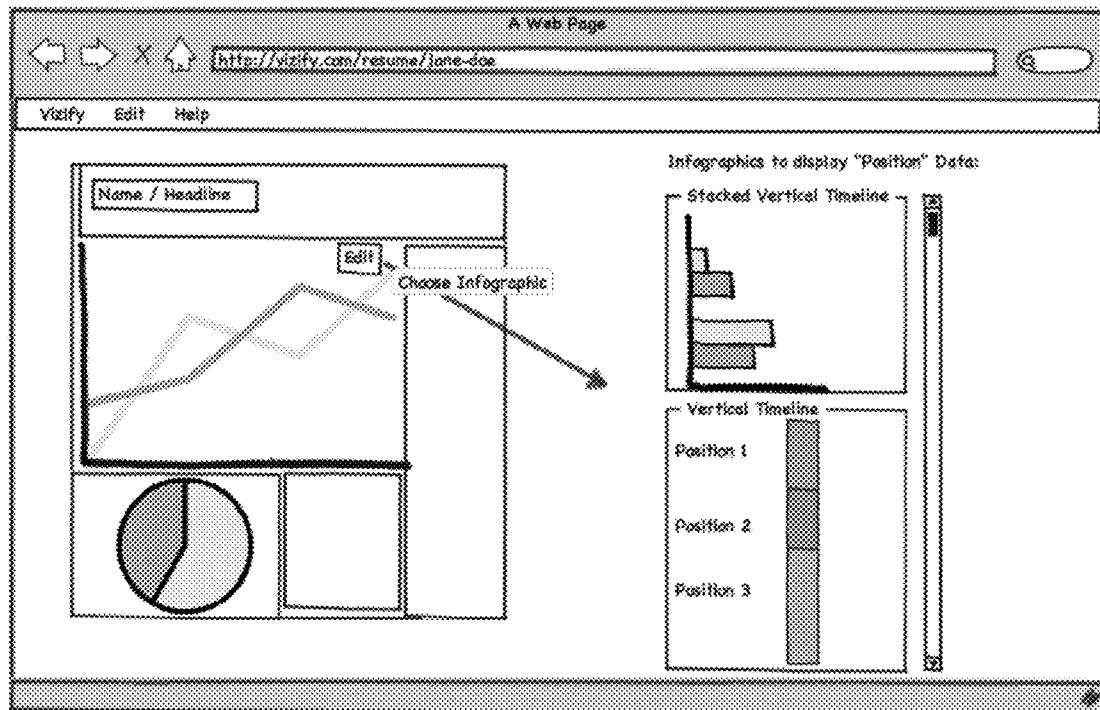 A Web Page
http://vizify.com/resume/jane-doe
Vizify Edit Help
Infographics to display "Position" Data:
Name / Headline
Edit
Choose Infographic
Stacked Vertical Timeline
Vertical Timeline
Position 1
Position 2
Position 3